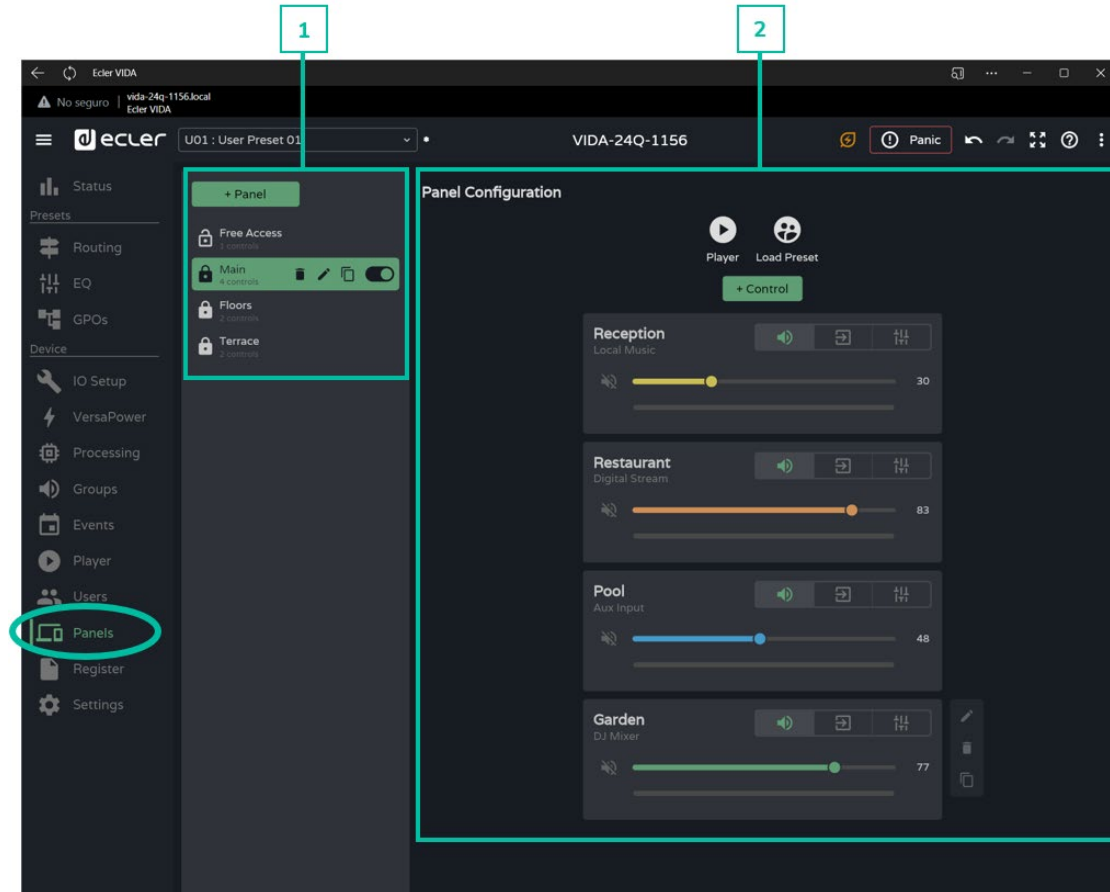 1
2
Ecler VIDA
No seguro
vida-24q-1156.local
Ecler VIDA
ecler
U01 : User Preset 01
VIDA-24Q-1156
Panic
Status
Presets
Routing
EQ
GPOs
Device
IO Setup
VersaPower
Processing
Groups
Events
Player
Users
Panels
Register
Settings
+ Panel
Free Access
1 controls
Main
4 controls
Floors
2 controls
Terrace
2 controls
Panel Configuration
Player
Load Preset
+ Control
Reception
Local Music
30
Restaurant
Digital Stream
83
Pool
Aux Input
48
Garden
DJ Mixer
77